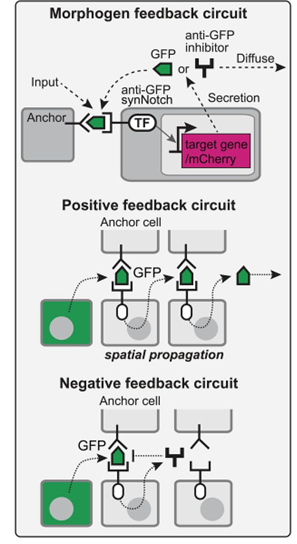 Morphogen feedback circuit
anti-GFP
inhibitor
GFP
or
Diffuse
Input
anti-GFP
synNotch
Secretion
Anchor
TF
target gene
/mCherry
Positive feedback circuit
Anchor cell
GFP
spatial propagation
Negative feedback circuit
Anchor cell
GFP